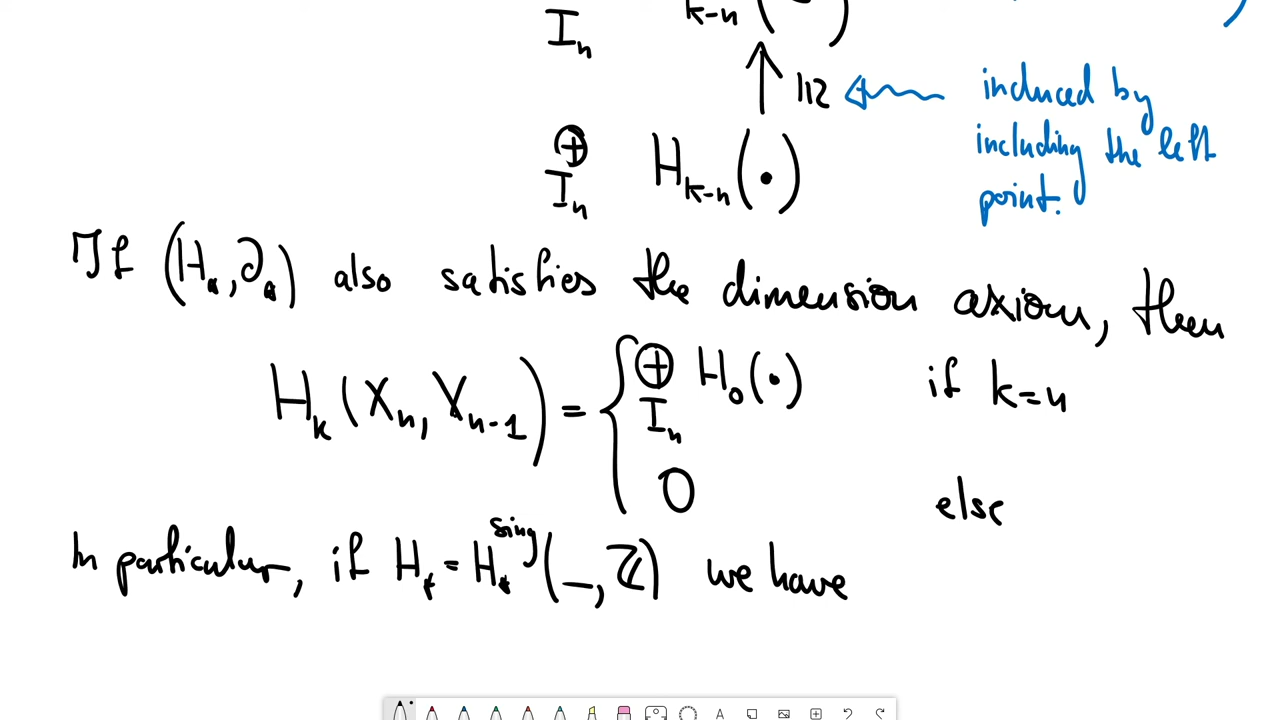 ⊕ H_{k-n}( )
I_n
↑ ≅ ⇜ induced by
including the left
point.
⊕ H_{k-n}(•)
I_n
If (H_*, ∂_*) also satisfies the dimension axiom, then
H_k(X_n, X_{n-1}) = { ⊕_{I_n} H_0(•) if k=n
0 else
In particular, if H_* = H_*^{sing}(_, ℤ) we have